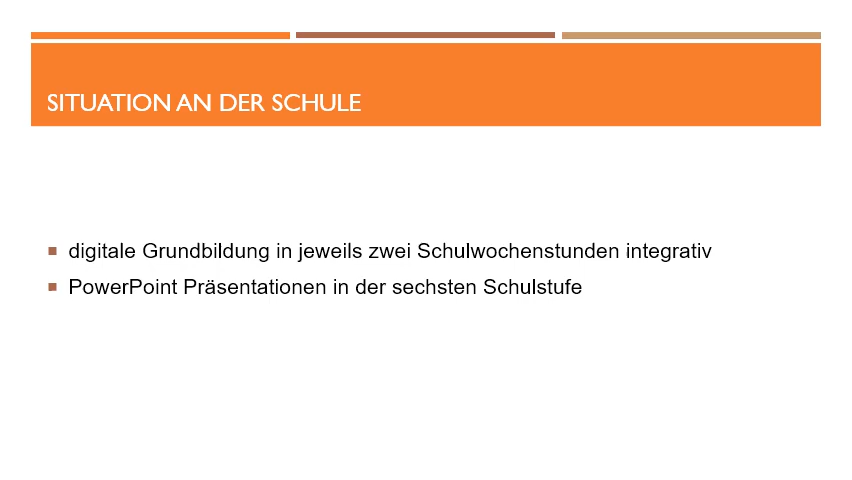 SITUATION AN DER SCHULE
digitale Grundbildung in jeweils zwei Schulwochenstunden integrativ
PowerPoint Präsentationen in der sechsten Schulstufe